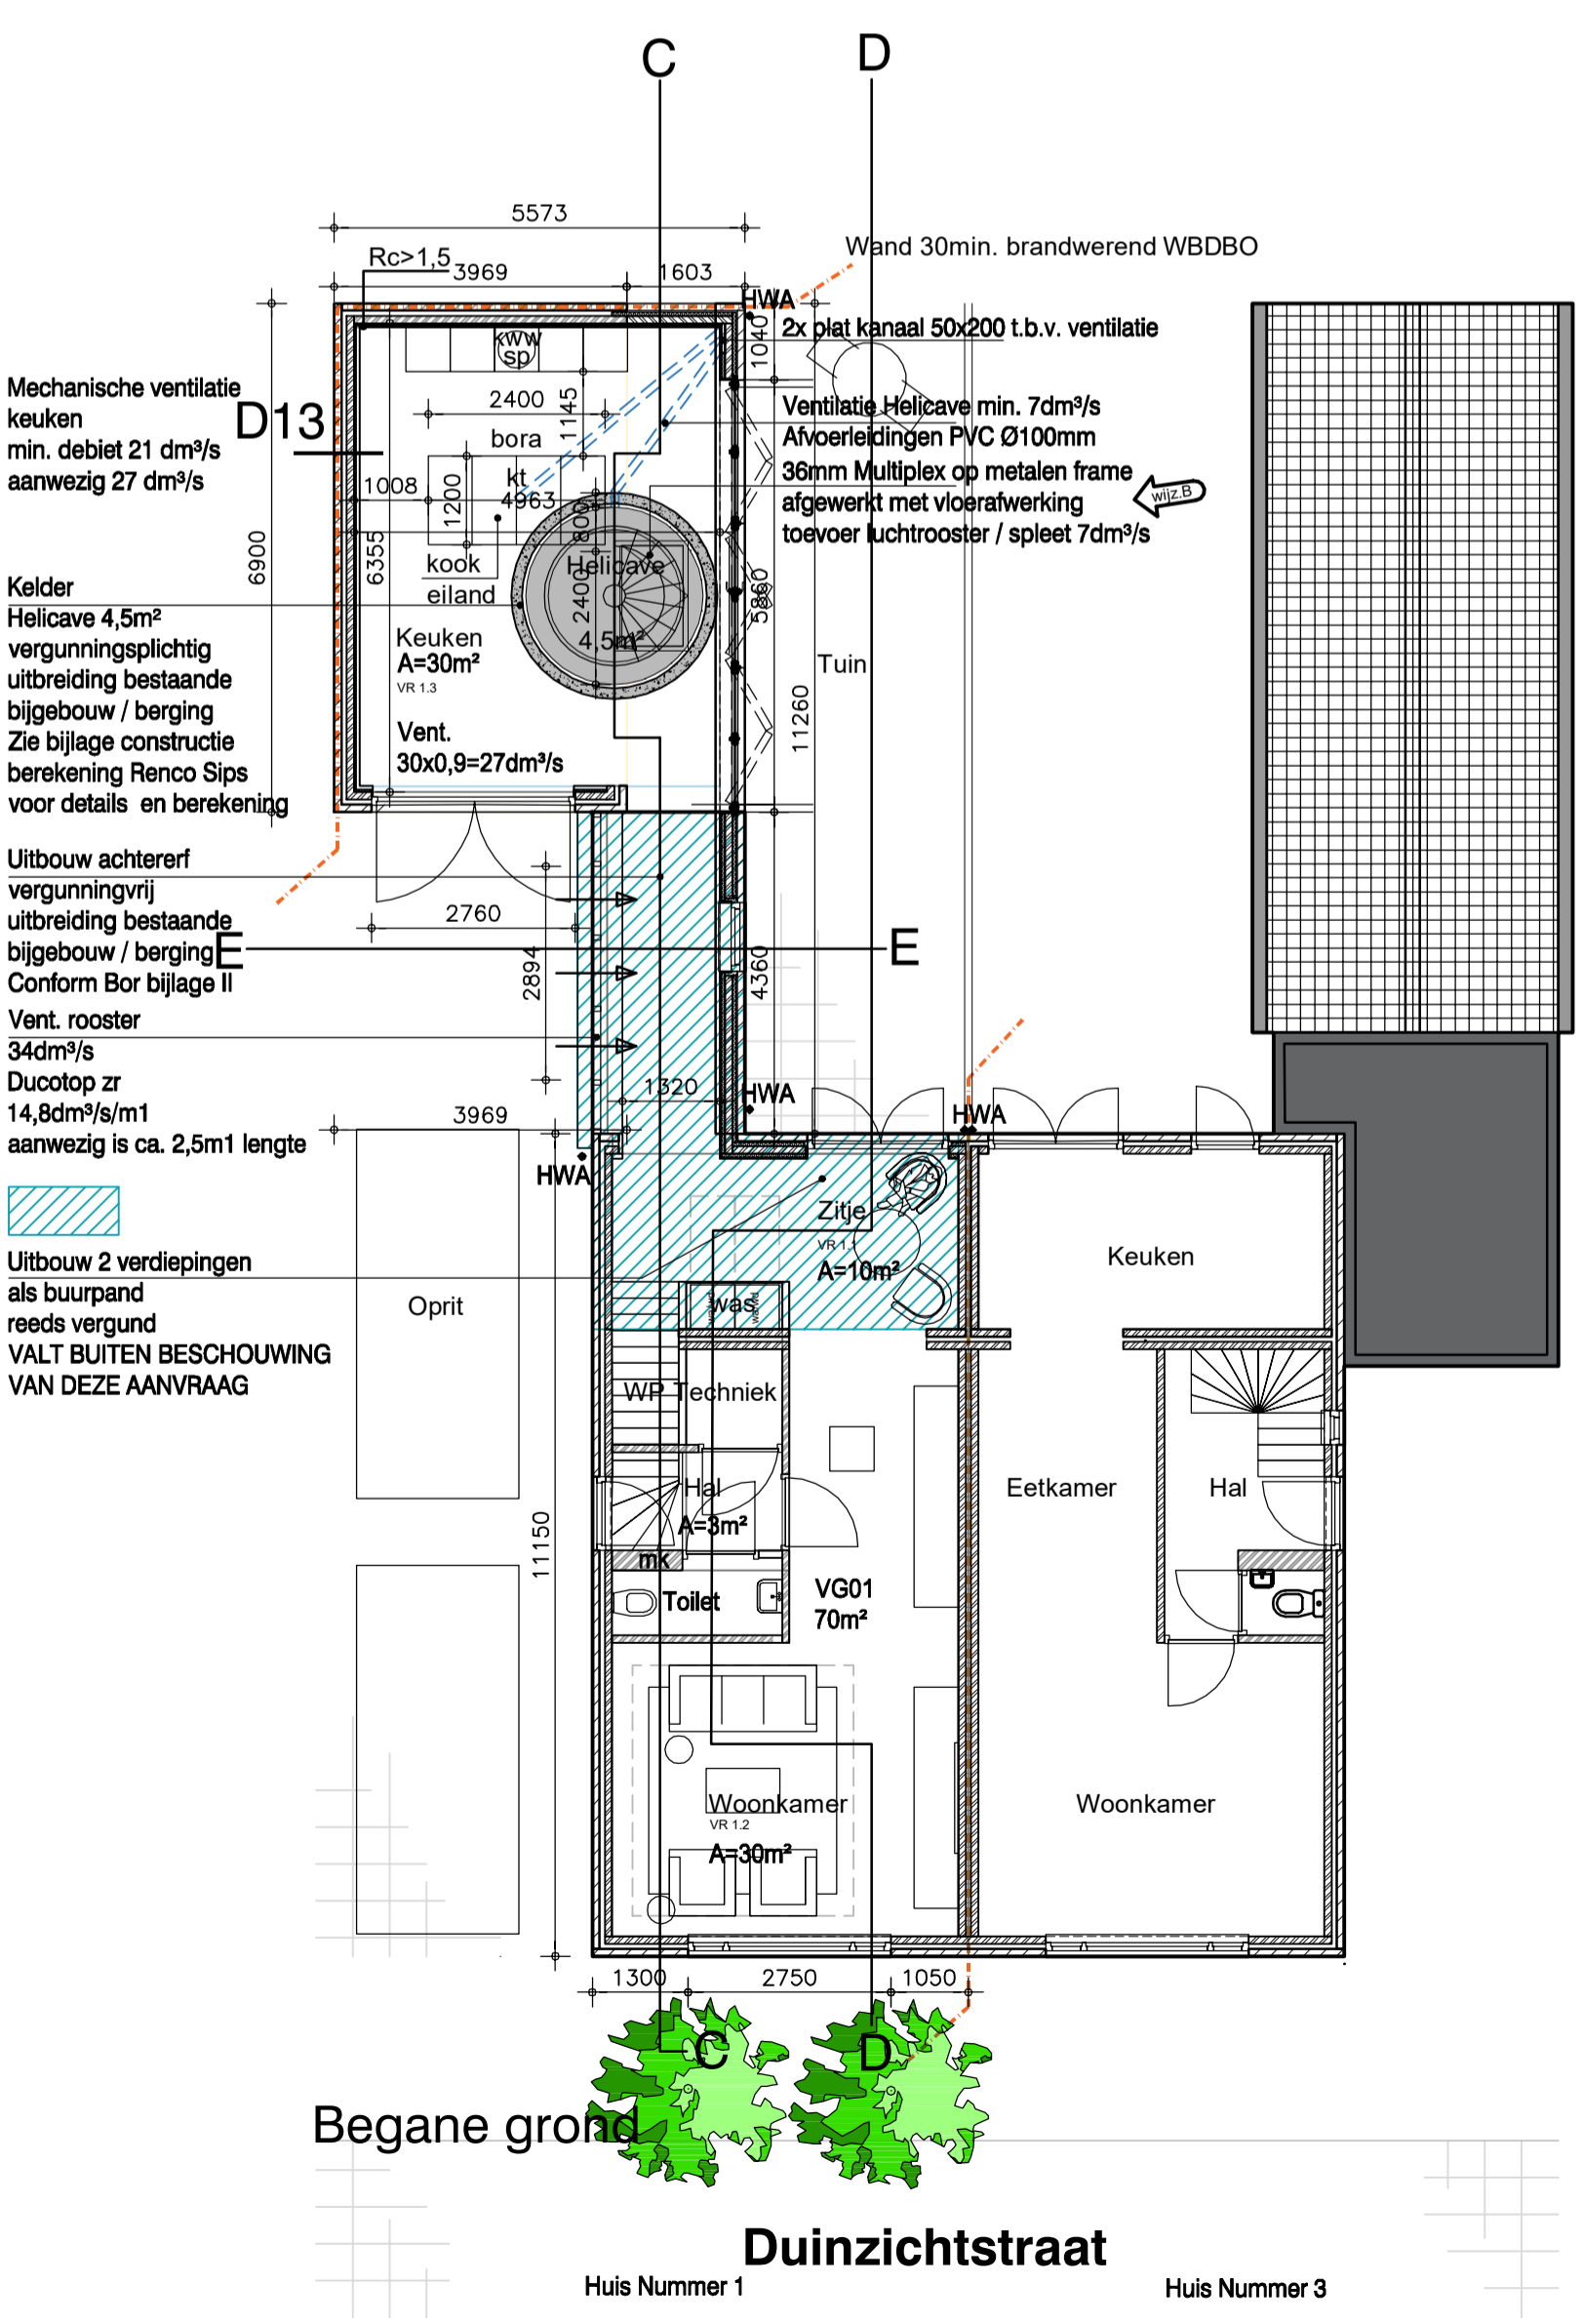 C
D
5573
Rc>1,5
3969
1603
Wand 30min. brandwerend WBDBO
HWA
1040
2x plat kanaal 50x200 t.b.v. ventilatie
kww
sp
Mechanische ventilatie
keuken
min. debiet 21 dm³/s
aanwezig 27 dm³/s
D13
2400
1145
bora
kt
1008
1200
4963
800
Ventilatie Helicave min. 7dm³/s
Afvoerleidingen PVC Ø100mm
36mm Multiplex op metalen frame
afgewerkt met vloerafwerking
toevoer luchtrooster / spleet 7dm³/s
wijz.B
6900
6355
kook
eiland
Helicave
2400
4,5m²
5860
Kelder
Helicave 4,5m²
vergunningsplichtig
uitbreiding bestaande
bijgebouw / berging
Zie bijlage constructie
berekening Renco Sips
voor details en berekening
Keuken
A=30m²
VR 1.3
Vent.
30x0,9=27dm³/s
Tuin
11260
Uitbouw achtererf
vergunningvrij
uitbreiding bestaande
bijgebouw / berging
Conform Bor bijlage II
2760
E
E
2894
4360
Vent. rooster
34dm³/s
Ducotop zr
14,8dm³/s/m1
aanwezig is ca. 2,5m1 lengte
1320
HWA
3969
HWA
HWA
Uitbouw 2 verdiepingen
als buurpand
reeds vergund
VALT BUITEN BESCHOUWING
VAN DEZE AANVRAAG
Oprit
Zitje
VR 1.1
A=10m²
was
Keuken
WP Techniek
Hal
A=3m²
mk
Toilet
11150
VG01
70m²
Eetkamer
Hal
Woonkamer
VR 1.2
A=30m²
Woonkamer
1300
2750
1050
C
D
Begane grond
Duinzichtstraat
Huis Nummer 1
Huis Nummer 3